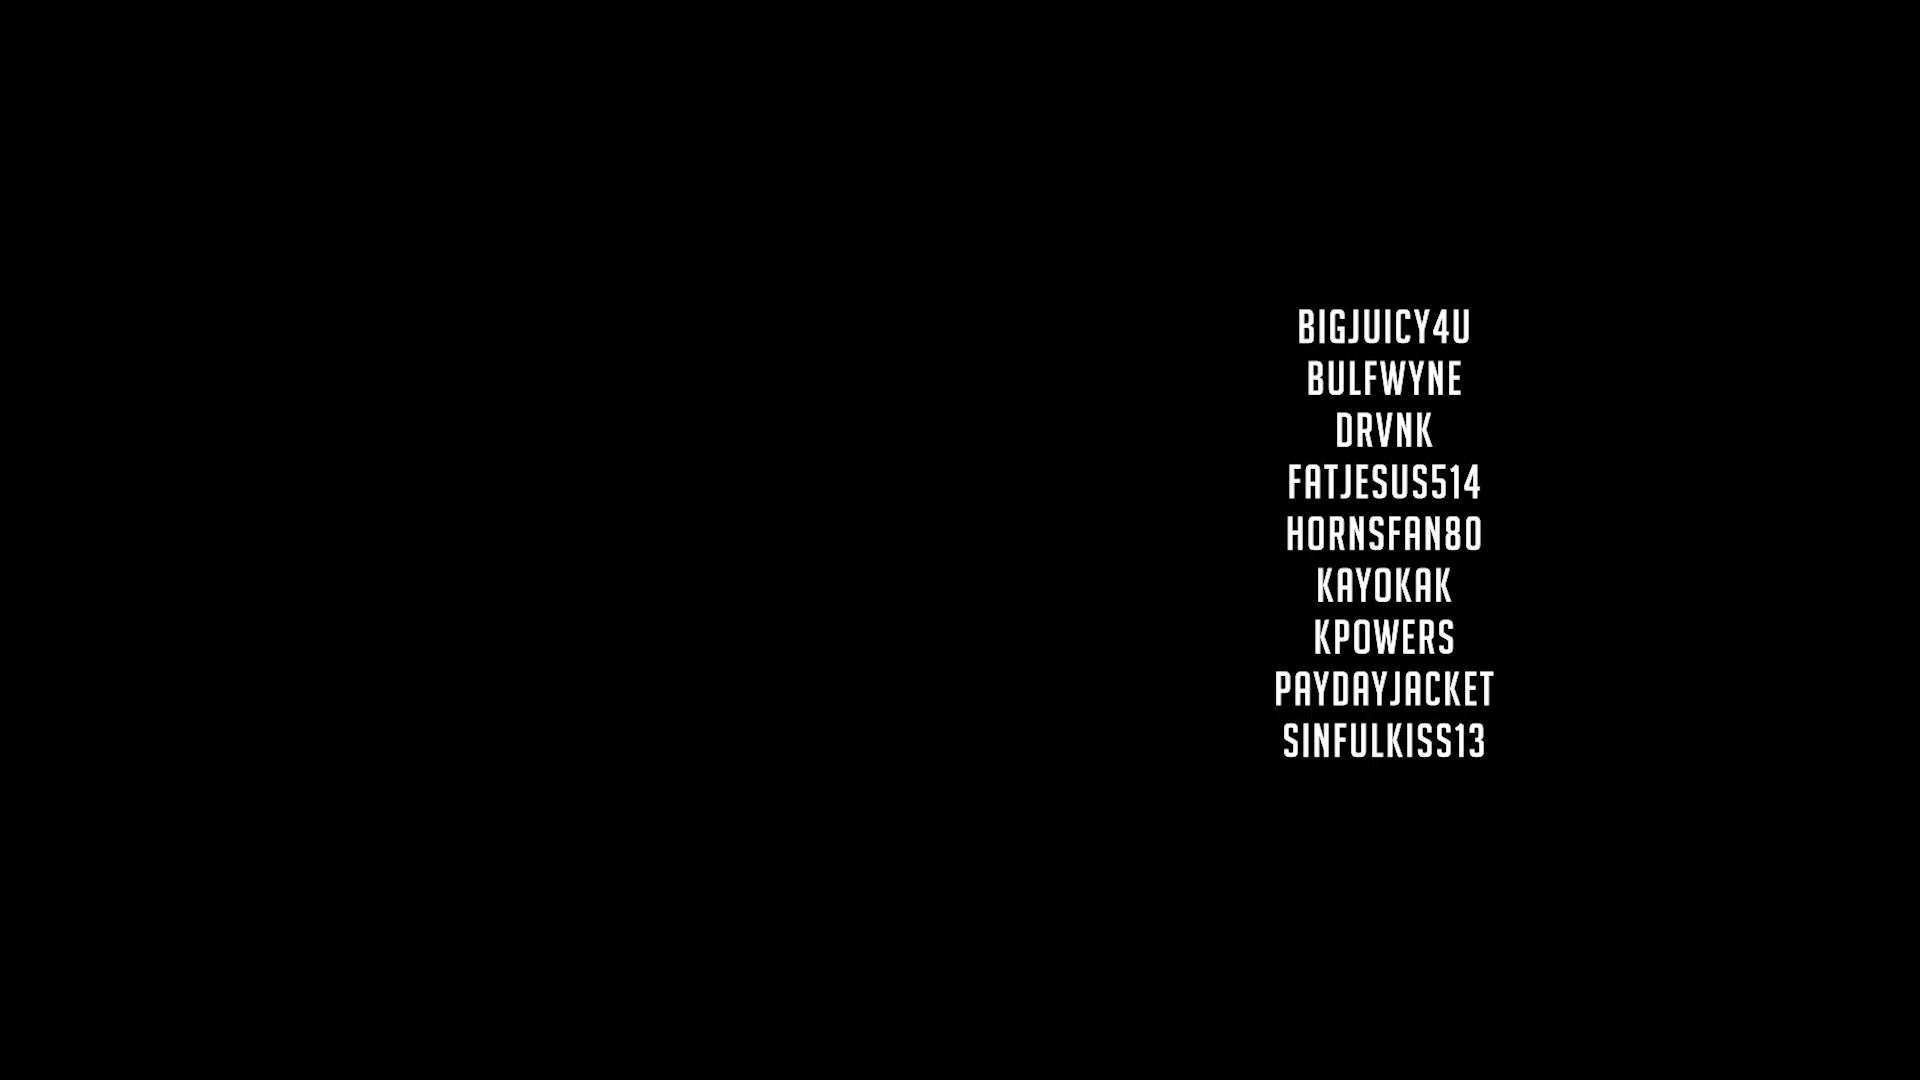 BIGJUICY4U
BULFWYNE
DRVNK
FATJESUS514
HORNSFAN80
KAYOKAK
KPOWERS
PAYDAYJACKET
SINFULKISS13